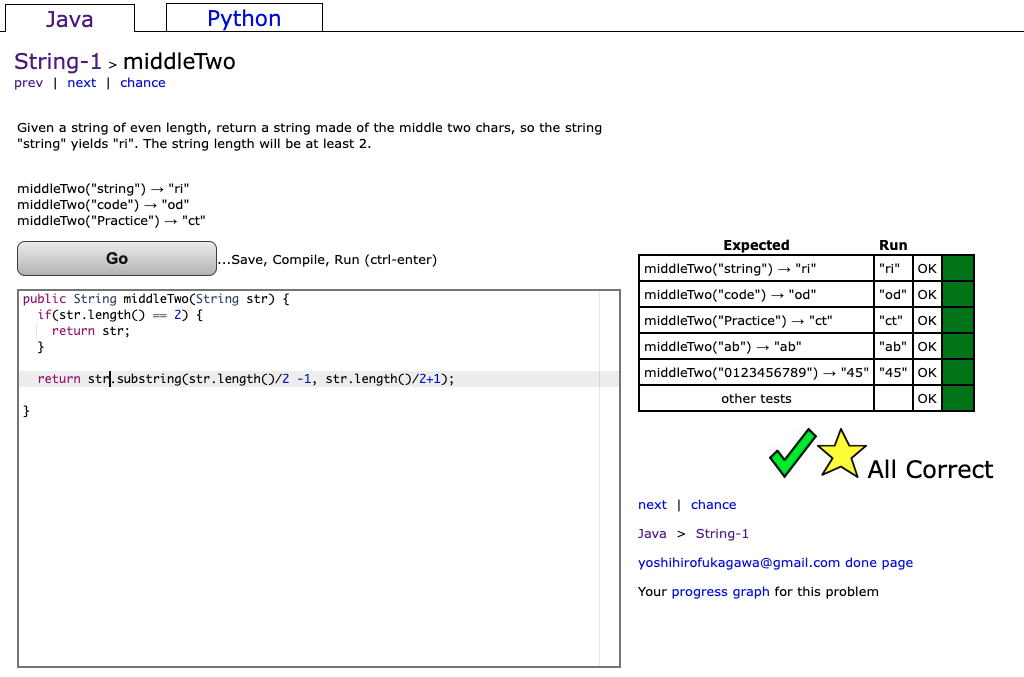 Java
Python
String-1 > middleTwo
prev | next | chance
Given a string of even length, return a string made of the middle two chars, so the string
"string" yields "ri". The string length will be at least 2.
middleTwo("string") → "ri"
middleTwo("code") → "od"
middleTwo("Practice") → "ct"
Go
...Save, Compile, Run (ctrl-enter)
public String middleTwo(String str) {
  if(str.length() == 2) {
    return str;
  }
  return str.substring(str.length()/2 -1, str.length()/2+1);
}
Expected Run
middleTwo("string") → "ri" "ri" OK
middleTwo("code") → "od" "od" OK
middleTwo("Practice") → "ct" "ct" OK
middleTwo("ab") → "ab" "ab" OK
middleTwo("0123456789") → "45" "45" OK
other tests OK
All Correct
next | chance
Java > String-1
yoshihirofukagawa@gmail.com done page
Your progress graph for this problem